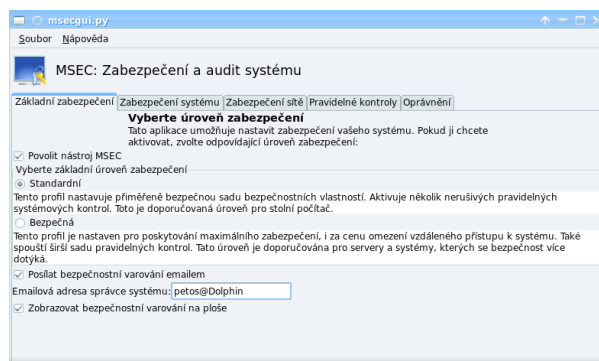 msecgui.py
Soubor Nápověda
MSEC: Zabezpečení a audit systému
Základní zabezpečení Zabezpečení systému Zabezpečení sítě Pravidelné kontroly Oprávnění
Vyberte úroveň zabezpečení
Tato aplikace umožňuje nastavit zabezpečení vašeho systému. Pokud ji chcete
aktivovat, zvolte odpovídající úroveň zabezpečení:
Povolit nástroj MSEC
Vyberte základní úroveň zabezpečení
Standardní
Tento profil nastavuje přiměřeně bezpečnou sadu bezpečnostních vlastností. Aktivuje několik nerušivých pravidelných
systémových kontrol. Toto je doporučovaná úroveň pro stolní počítač.
Bezpečná
Tento profil je nastaven pro poskytování maximálního zabezpečení, i za cenu omezení vzdáleného přístupu k systému. Také
spouští širší sadu pravidelných kontrol. Tato úroveň je doporučována pro servery a systémy, kterých se bezpečnost více
dotýká.
Posílat bezpečnostní varování emailem
Emailová adresa správce systému: petos@Dolphin
Zobrazovat bezpečnostní varování na ploše